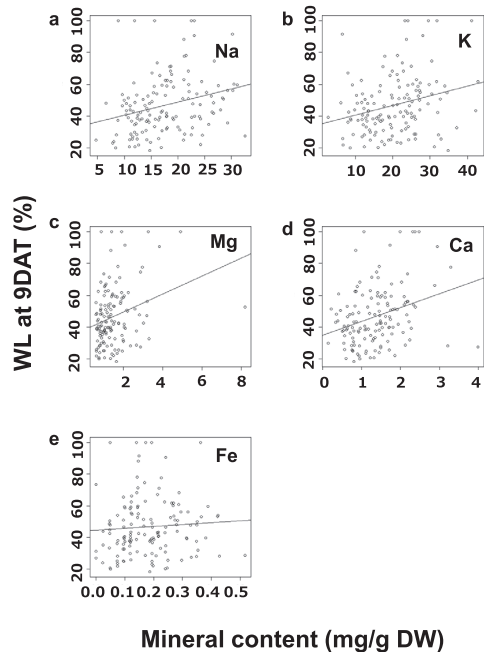 a
Na
20 40 60 80 100
5 10 15 20 25 30
b
K
20 40 60 80 100
10 20 30 40
c
Mg
20 40 60 80 100
2 4 6 8
d
Ca
20 40 60 80 100
0 1 2 3 4
e
Fe
20 40 60 80 100
0.0 0.1 0.2 0.3 0.4 0.5
WL at 9DAT (%)
Mineral content (mg/g DW)